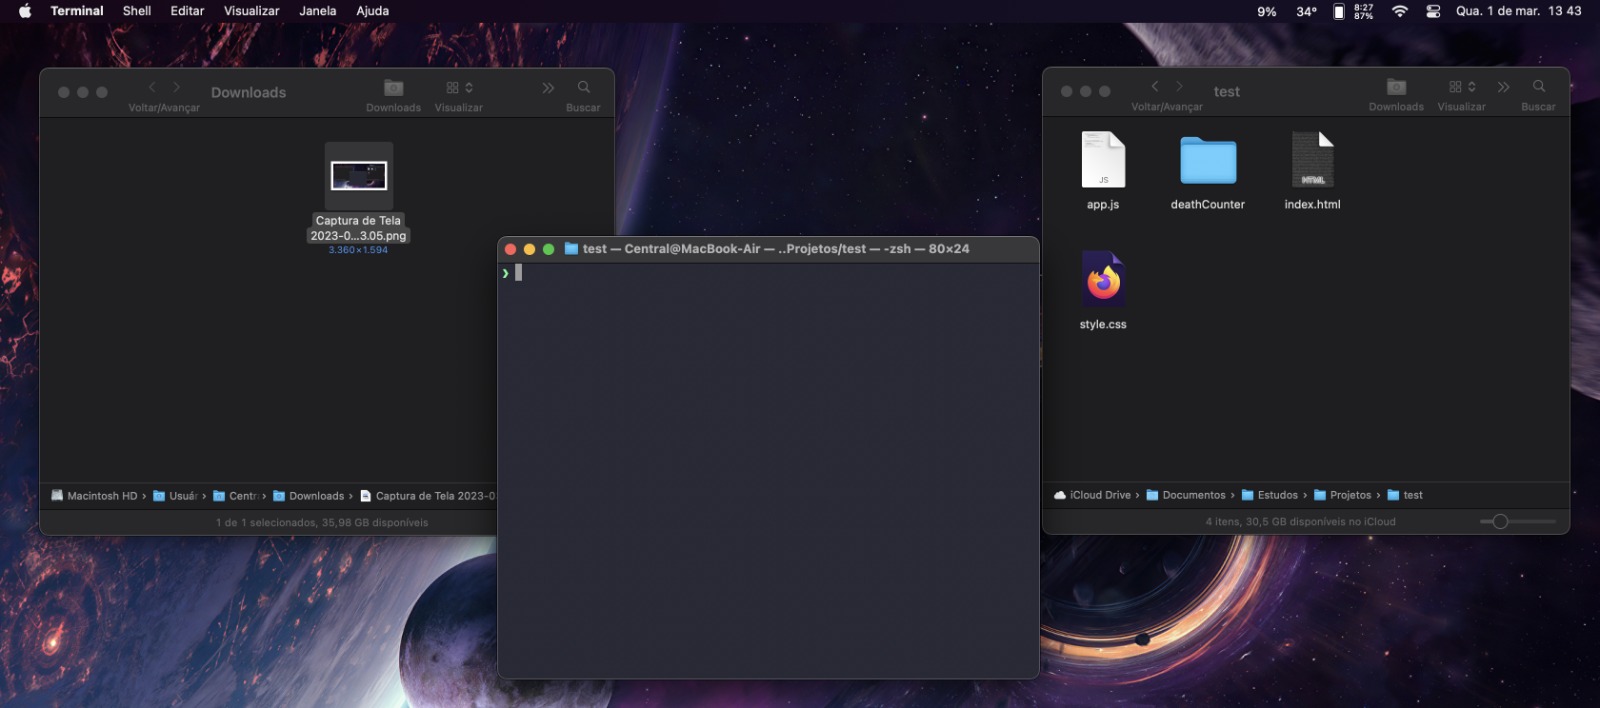 Terminal Shell Editar Visualizar Janela Ajuda
9% 34° 8:27 87% Qua. 1 de mar. 13 43
Downloads
Voltar/Avançar Downloads Visualizar Buscar
Captura de Tela
2023-0...3.05.png
3.360×1.594
Macintosh HD › Usuár › Centr › Downloads › Captura de Tela 2023-0
1 de 1 selecionados, 35,98 GB disponíveis
test — Central@MacBook-Air — ..Projetos/test — -zsh — 80×24
❯
test
Voltar/Avançar Downloads Visualizar Buscar
JS
HTML
app.js deathCounter index.html
style.css
iCloud Drive › Documentos › Estudos › Projetos › test
4 itens, 30,5 GB disponíveis no iCloud